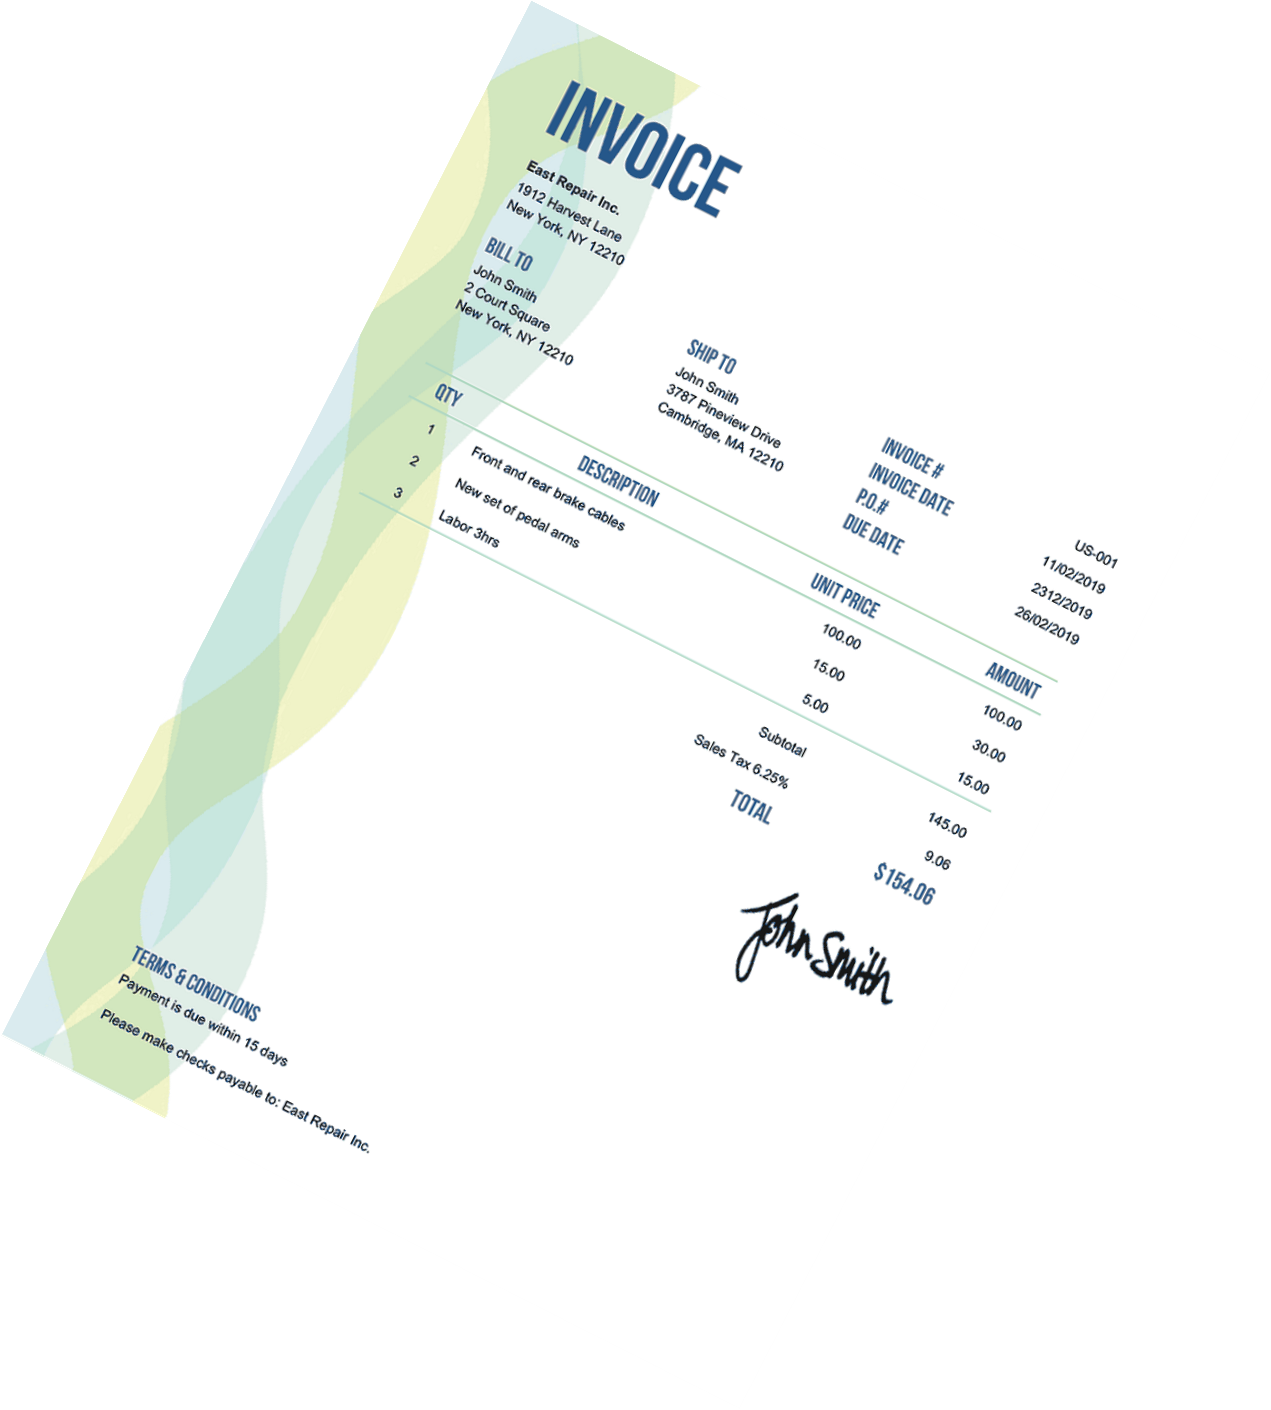 INVOICE
East Repair Inc.
1912 Harvest Lane
New York, NY 12210
BILL TO
John Smith
2 Court Square
New York, NY 12210
SHIP TO
John Smith
3787 Pineview Drive
Cambridge, MA 12210
INVOICE # US-001
INVOICE DATE 11/02/2019
P.O.# 2312/2019
DUE DATE 26/02/2019
QTY DESCRIPTION UNIT PRICE AMOUNT
1 Front and rear brake cables 100.00 100.00
2 New set of pedal arms 15.00 30.00
3 Labor 3hrs 5.00 15.00
Subtotal 145.00
Sales Tax 6.25% 9.06
TOTAL $154.06
John Smith
TERMS & CONDITIONS
Payment is due within 15 days
Please make checks payable to: East Repair Inc.